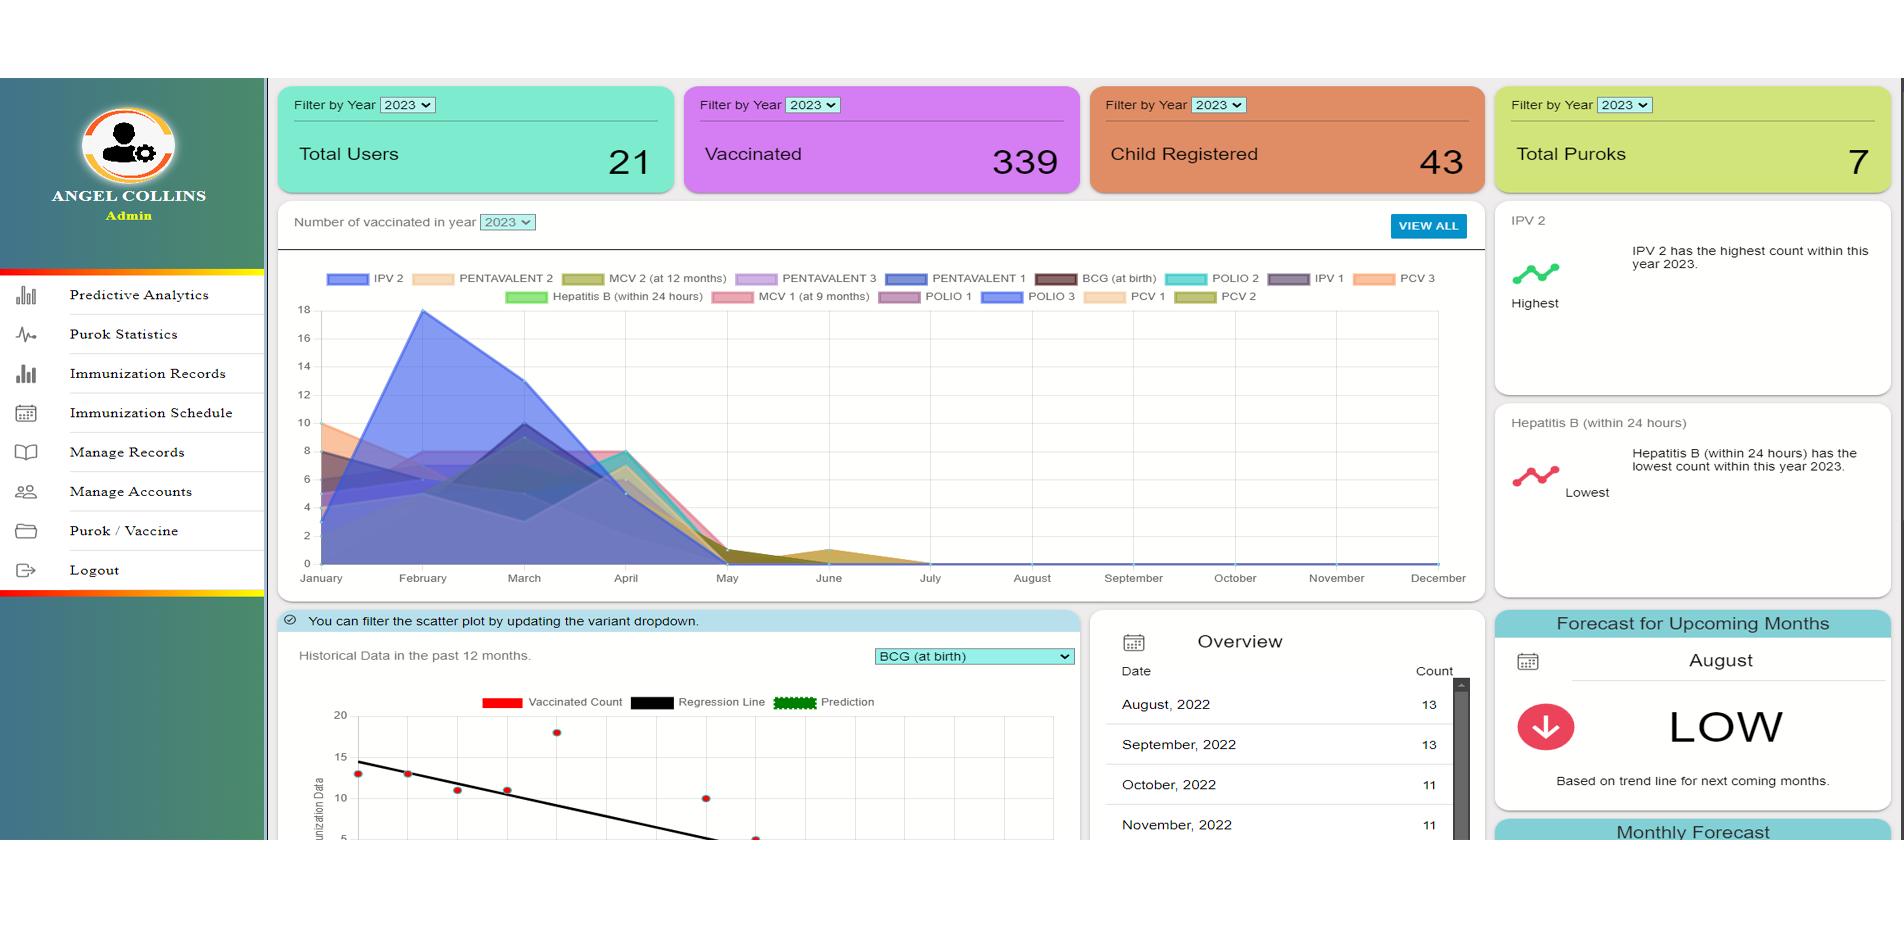 ANGEL COLLINS
Admin
Predictive Analytics
Purok Statistics
Immunization Records
Immunization Schedule
Manage Records
Manage Accounts
Purok / Vaccine
Logout
Filter by Year 2023
Total Users
21
Filter by Year 2023
Vaccinated
339
Filter by Year 2023
Child Registered
43
Filter by Year 2023
Total Puroks
7
Number of vaccinated in year 2023
VIEW ALL
IPV 2 PENTAVALENT 2 MCV 2 (at 12 months) PENTAVALENT 3 PENTAVALENT 1 BCG (at birth) POLIO 2 IPV 1 PCV 3
Hepatitis B (within 24 hours) MCV 1 (at 9 months) POLIO 1 POLIO 3 PCV 1 PCV 2
18
16
14
12
10
8
6
4
2
0
January February March April May June July August September October November December
IPV 2
IPV 2 has the highest count within this
year 2023.
Highest
Hepatitis B (within 24 hours)
Hepatitis B (within 24 hours) has the
lowest count within this year 2023.
Lowest
You can filter the scatter plot by updating the variant dropdown.
Historical Data in the past 12 months.
BCG (at birth)
Vaccinated Count Regression Line Prediction
20
15
10
5
unization Data
Overview
Date Count
August, 2022 13
September, 2022 13
October, 2022 11
November, 2022 11
Forecast for Upcoming Months
August
LOW
Based on trend line for next coming months.
Monthly Forecast